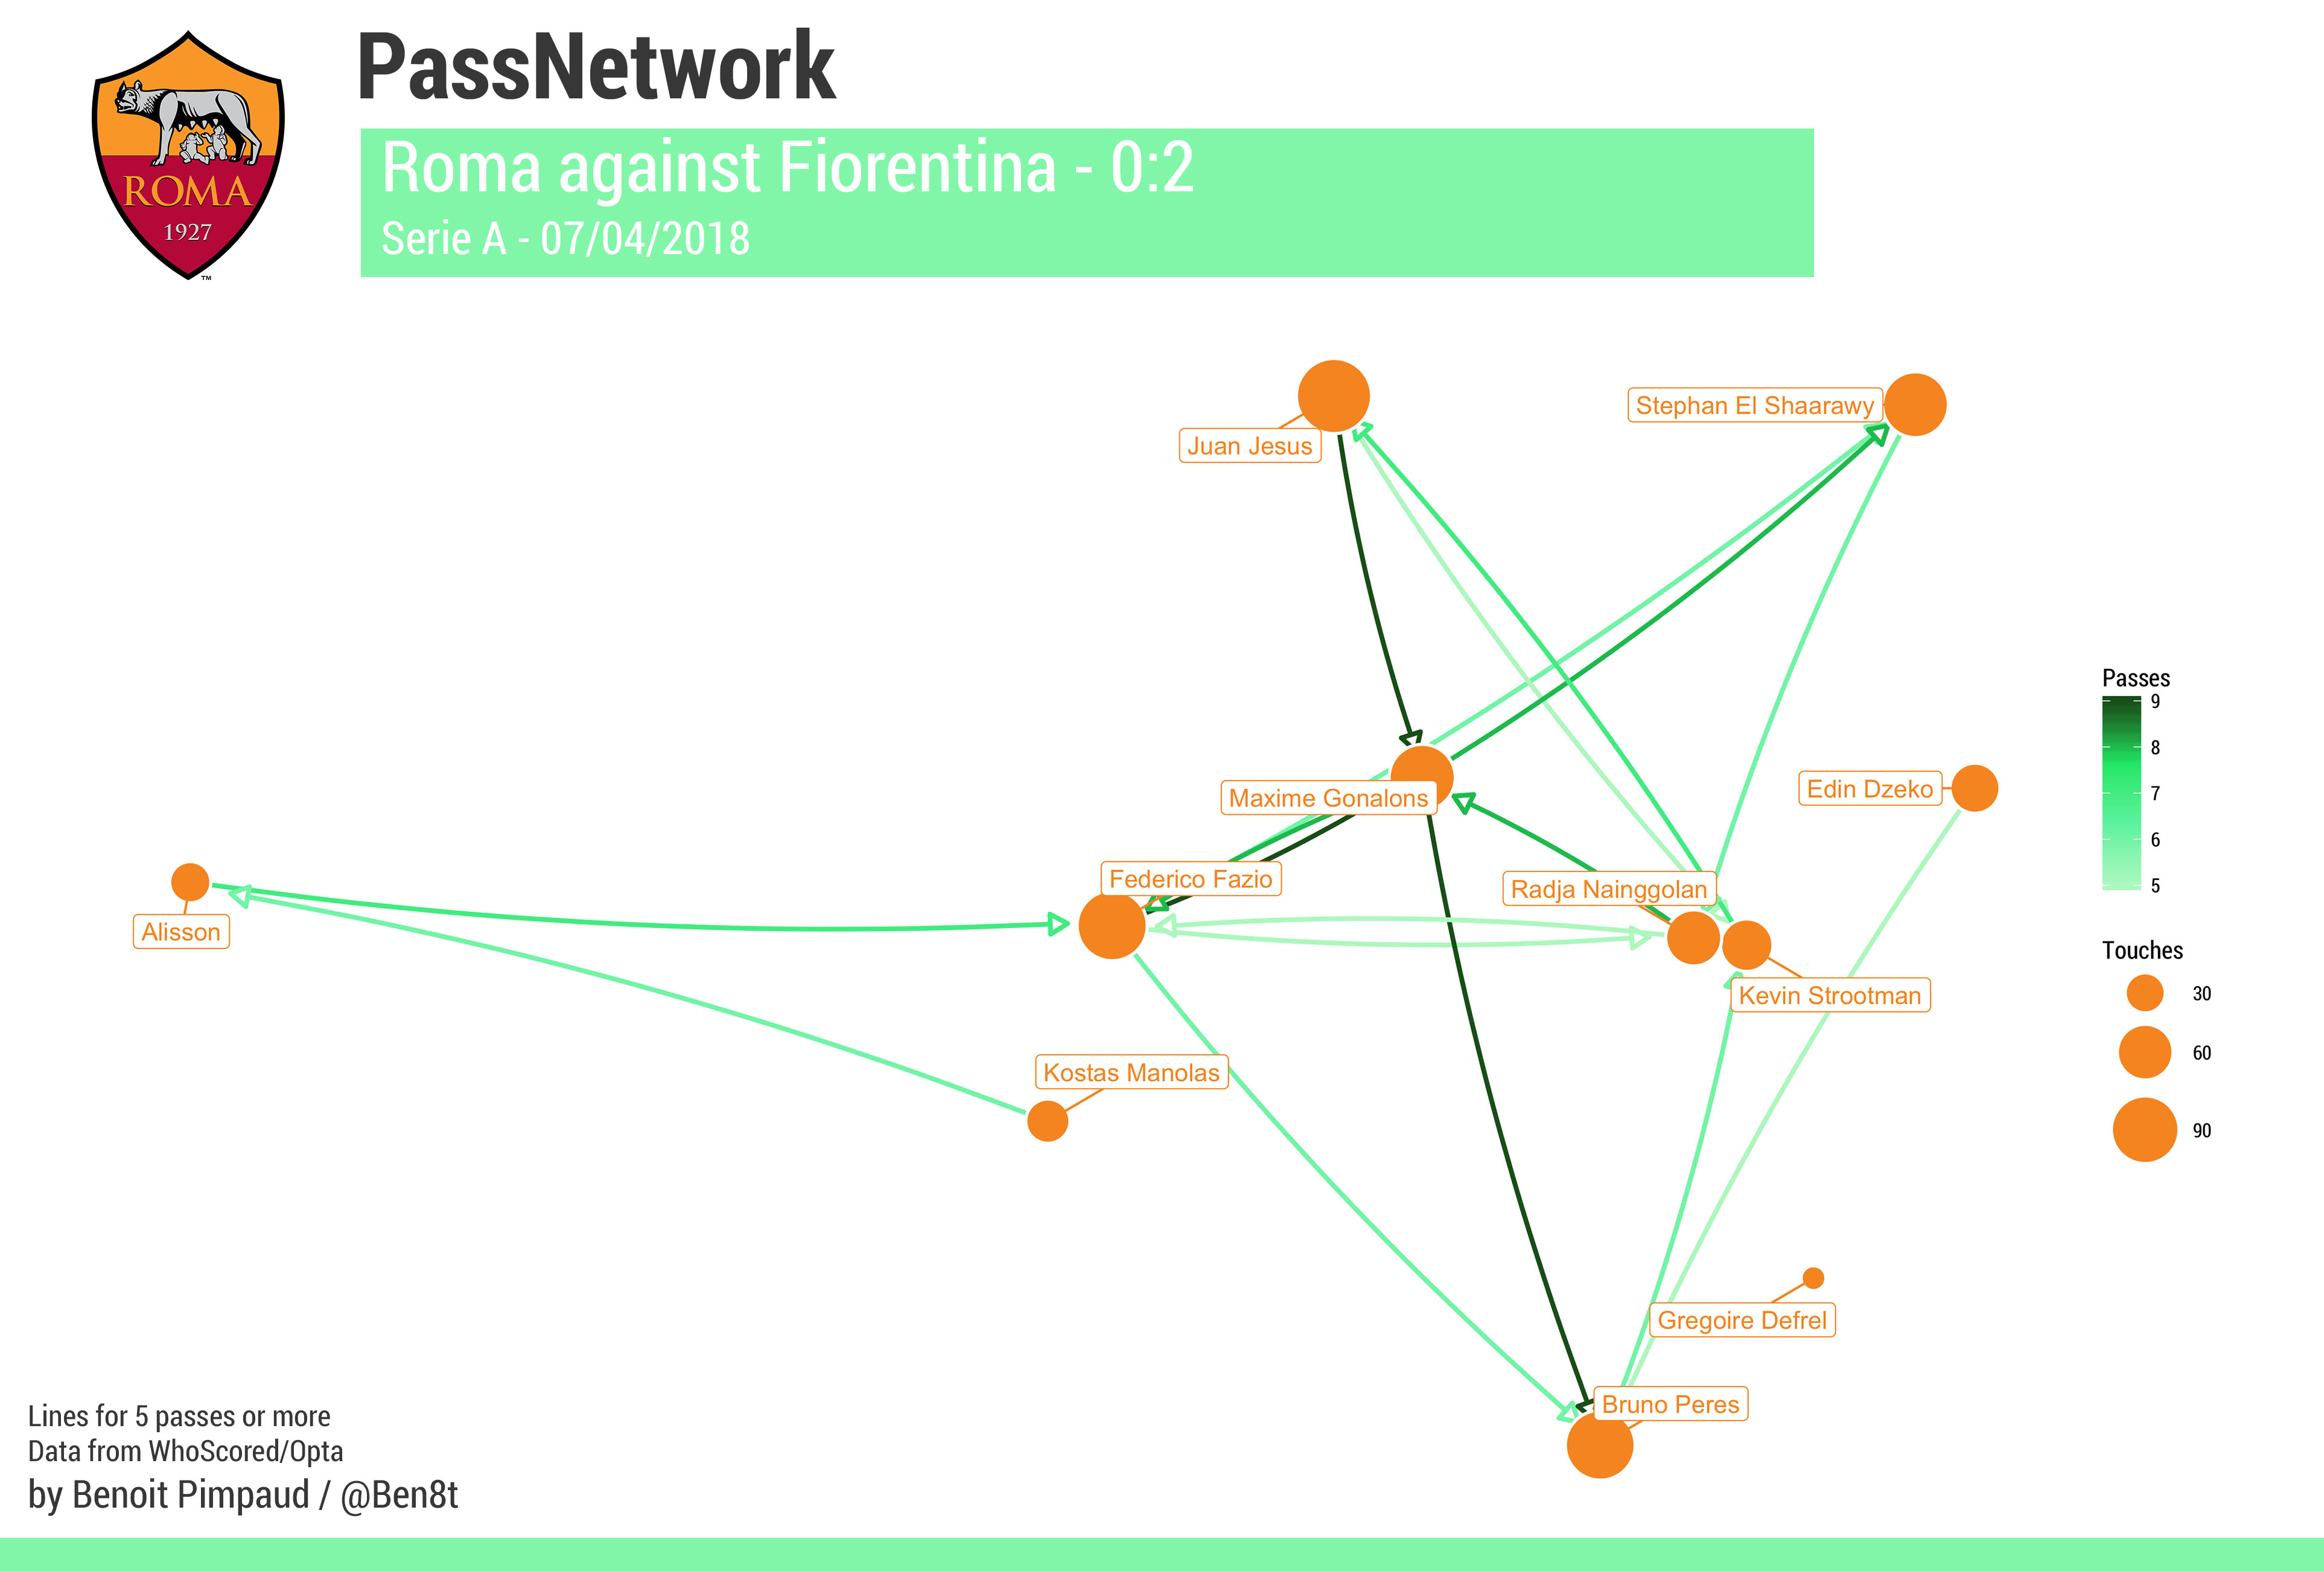 PassNetwork
Roma against Fiorentina - 0:2
Serie A - 07/04/2018
ROMA
1927
™
Stephan El Shaarawy
Juan Jesus
Passes
9
8
7
6
5
Edin Dzeko
Maxime Gonalons
Federico Fazio
Radja Nainggolan
Alisson
Touches
30
60
90
Kevin Strootman
Kostas Manolas
Gregoire Defrel
Bruno Peres
Lines for 5 passes or more
Data from WhoScored/Opta
by Benoit Pimpaud / @Ben8t